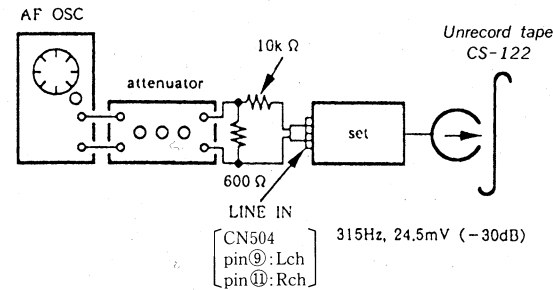 AF OSC
attenuator
10k Ω
600 Ω
set
Unrecord tape
CS-122
LINE IN
CN504
pin⑨:Lch
pin⑪:Rch
315Hz, 24.5mV (−30dB)